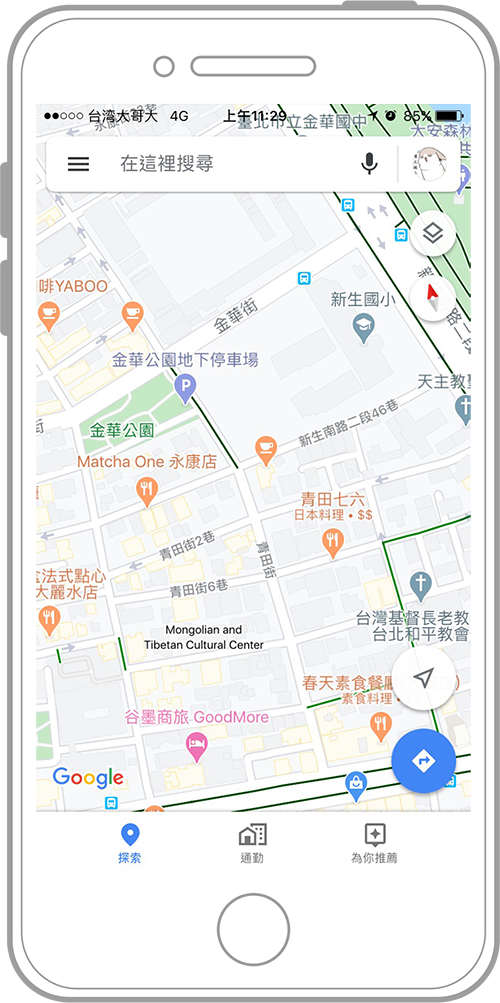 台湾大哥大 4G 上午11:29 85%
臺北市立金華國中
大安森林
在這裡搜尋
啡YABOO
金華街
新生國小
金華公園地下停車場
天主教聖
街
金華公園
新生南路二段46巷
Matcha One 永康店
青田七六
日本料理 • $$
青田街2巷
青田街
法式點心
大麗水店
青田街6巷
台灣基督長老教
台北和平教會
Mongolian and
Tibetan Cultural Center
春天素食餐廳
素食料理
谷墨商旅 GoodMore
Google
探索
通勤
為你推薦